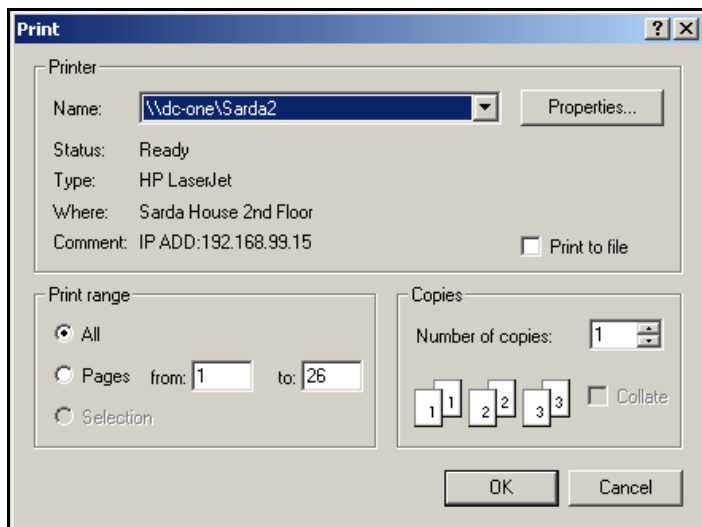 Print
Printer
Name: \\dc-one\Sarda2 Properties...
Status: Ready
Type: HP LaserJet
Where: Sarda House 2nd Floor
Comment: IP ADD:192.168.99.15
Print to file
Print range
All
Pages from: 1 to: 26
Selection
Copies
Number of copies: 1
1 1 2 2 3 3
Collate
OK Cancel